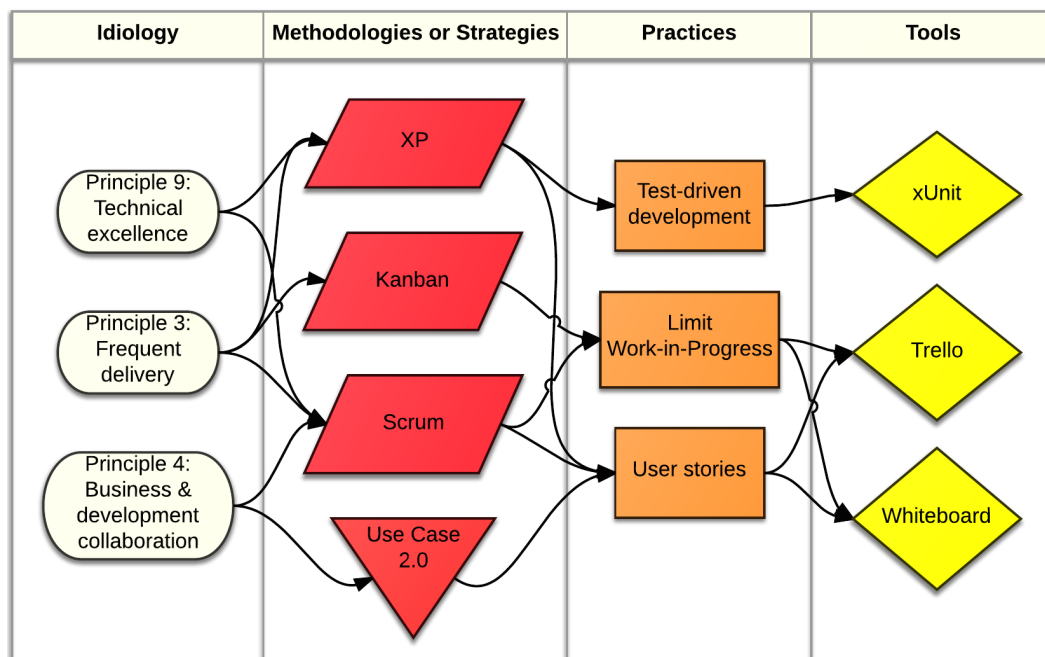 Idiology
Methodologies or Strategies
Practices
Tools
Principle 9:
Technical
excellence
Principle 3:
Frequent
delivery
Principle 4:
Business &
development
collaboration
XP
Kanban
Scrum
Use Case
2.0
Test-driven
development
Limit
Work-in-Progress
User stories
xUnit
Trello
Whiteboard